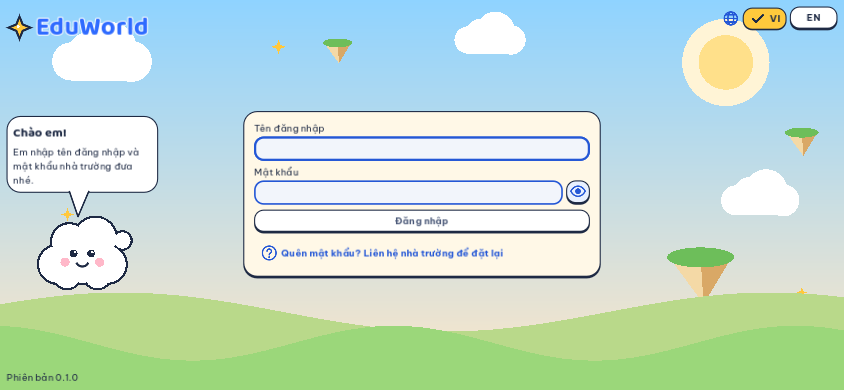 EduWorld
VI
EN
Chào em!
Em nhập tên đăng nhập và
mật khẩu nhà trường đưa
nhé.
Tên đăng nhập
Mật khẩu
Đăng nhập
Quên mật khẩu? Liên hệ nhà trường để đặt lại
Phiên bản 0.1.0